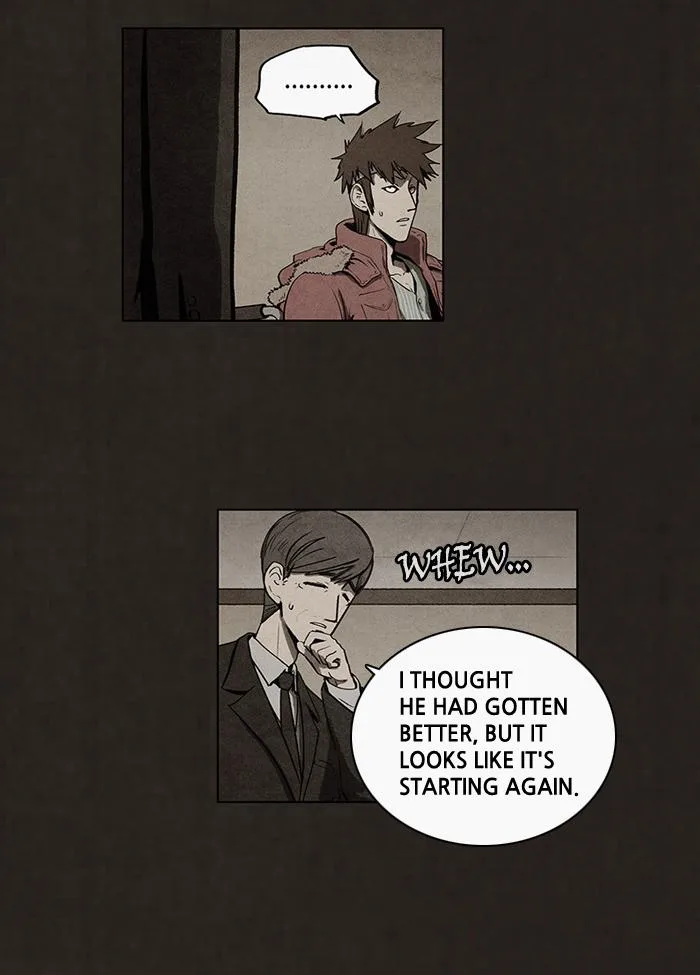 ..........
WHEW...
I THOUGHT
HE HAD GOTTEN
BETTER, BUT IT
LOOKS LIKE IT'S
STARTING AGAIN.